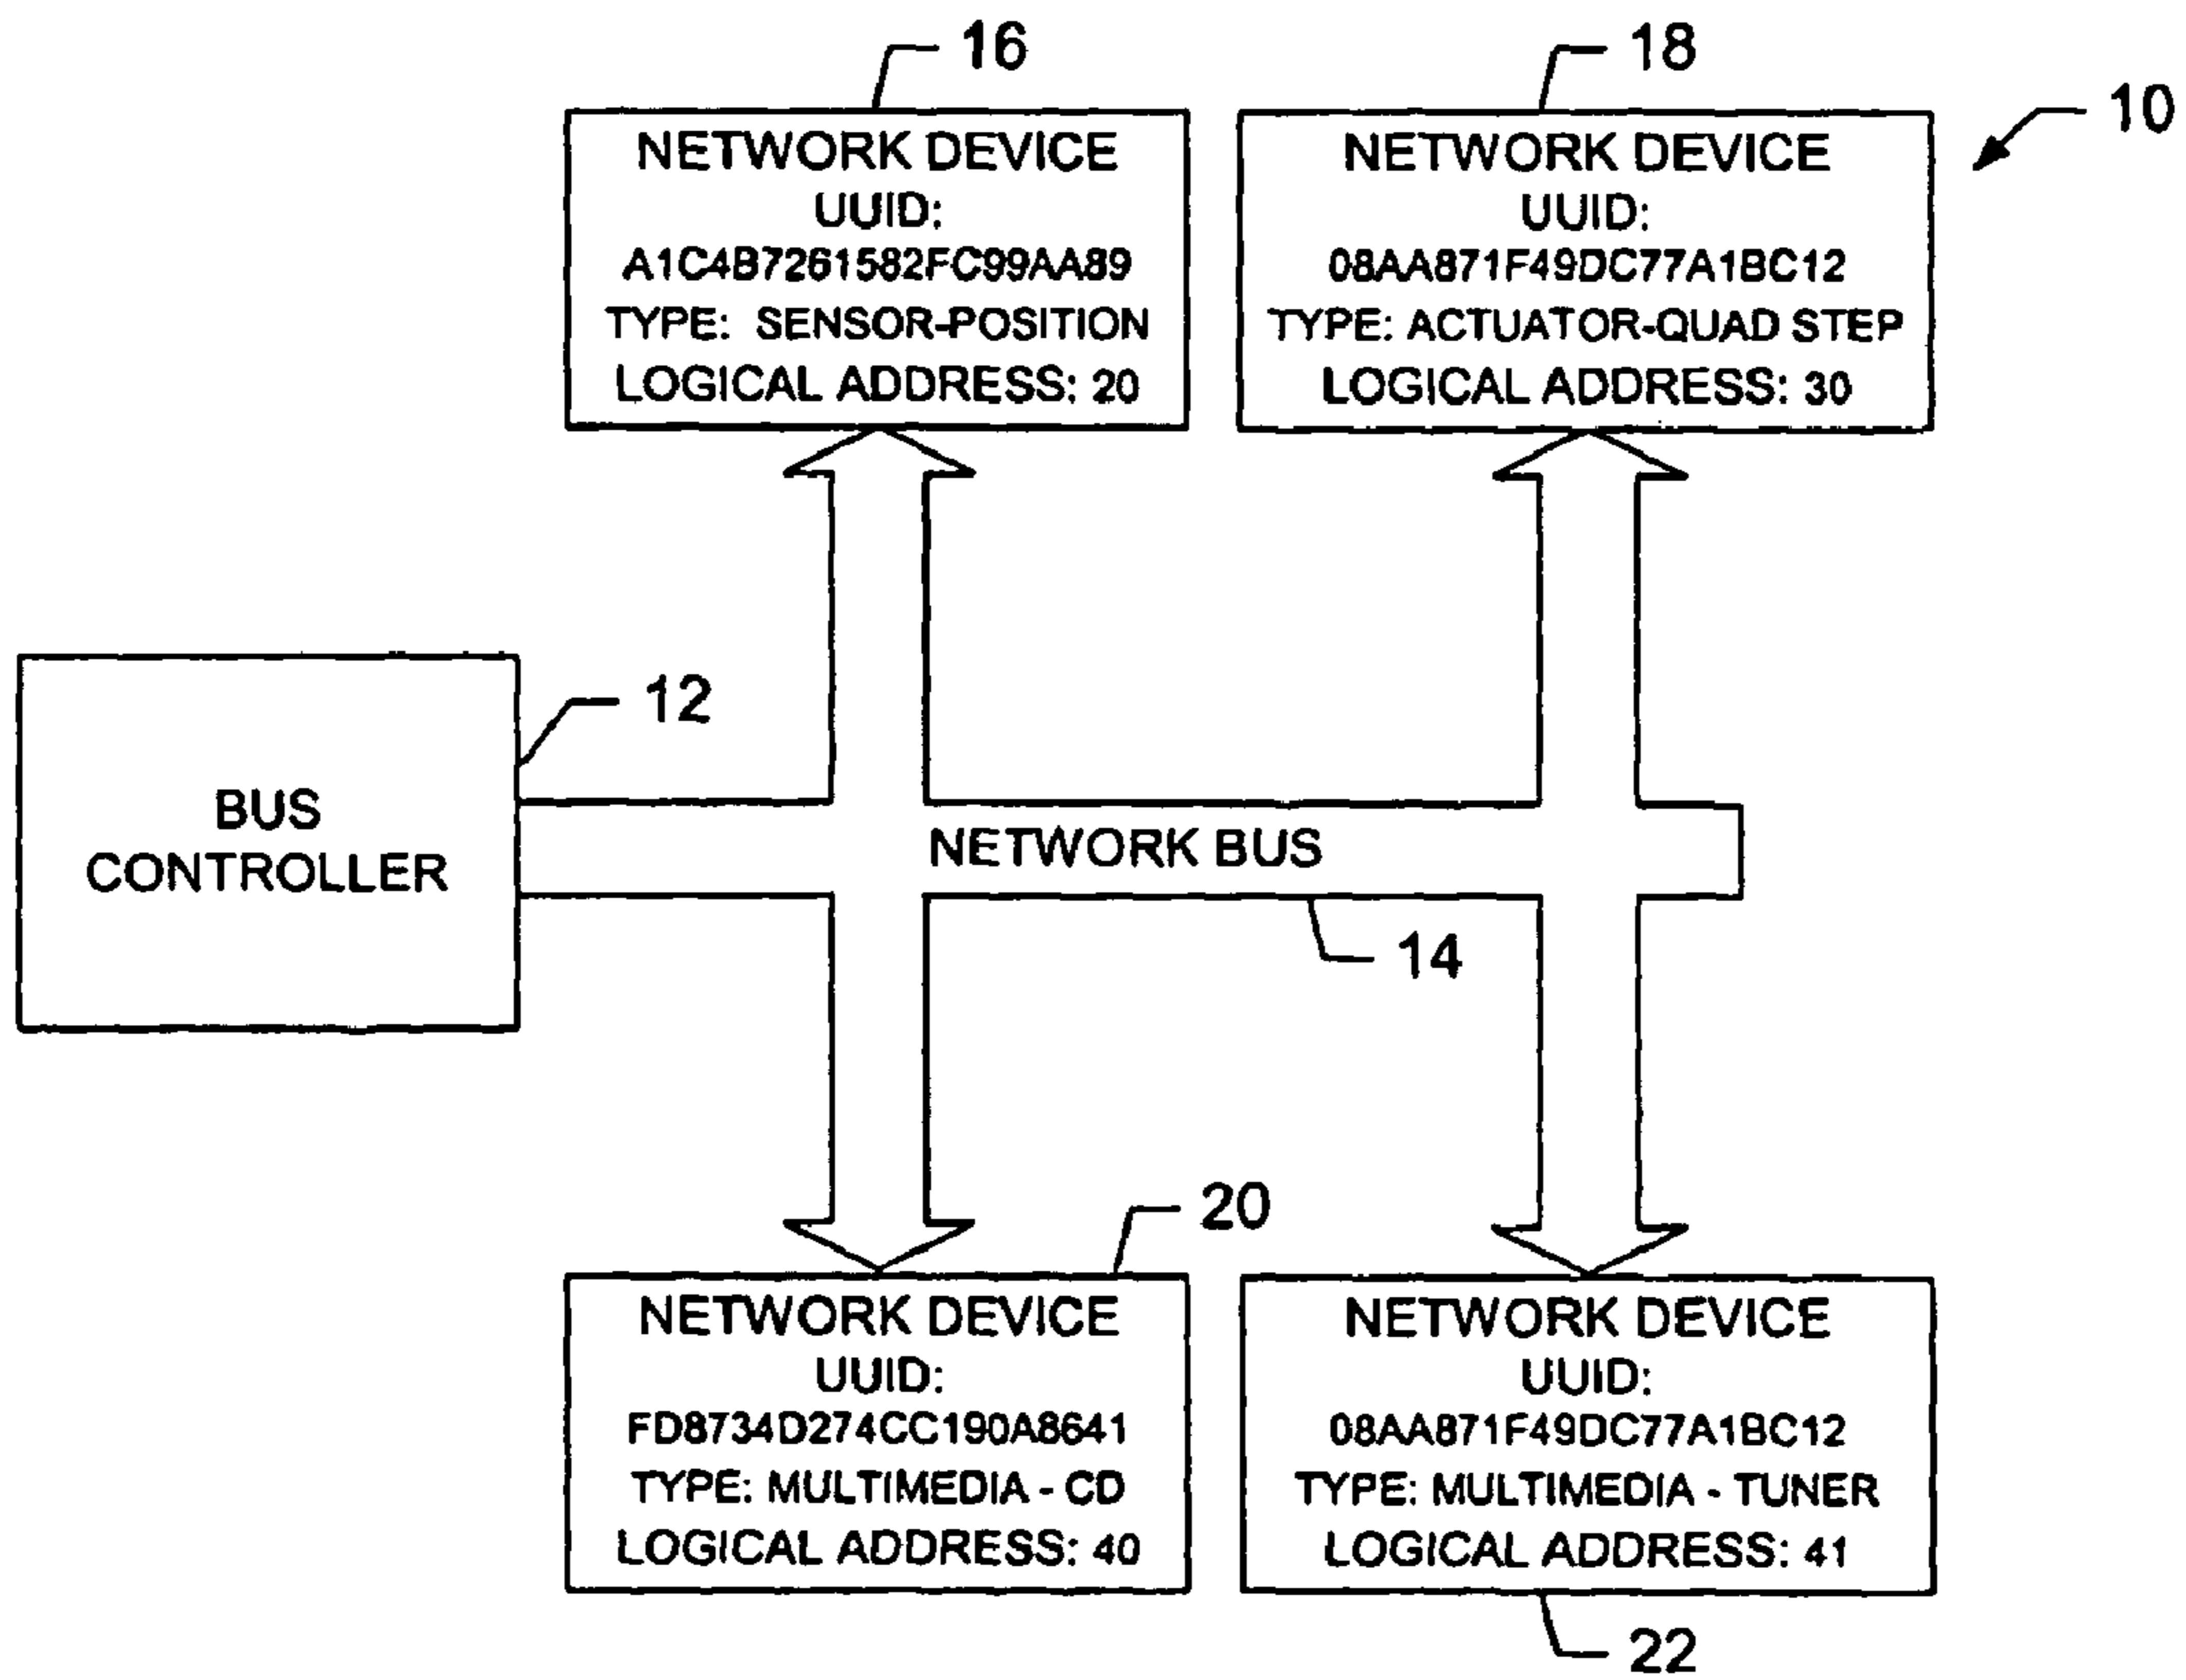 16
18
10
NETWORK DEVICE
UUID:
A1C4B7261582FC99AA89
TYPE: SENSOR-POSITION
LOGICAL ADDRESS: 20
NETWORK DEVICE
UUID:
08AA871F49DC77A1BC12
TYPE: ACTUATOR-QUAD STEP
LOGICAL ADDRESS: 30
12
BUS
CONTROLLER
NETWORK BUS
14
20
NETWORK DEVICE
UUID:
FD8734D274CC190A8641
TYPE: MULTIMEDIA - CD
LOGICAL ADDRESS: 40
NETWORK DEVICE
UUID:
08AA871F49DC77A1BC12
TYPE: MULTIMEDIA - TUNER
LOGICAL ADDRESS: 41
22